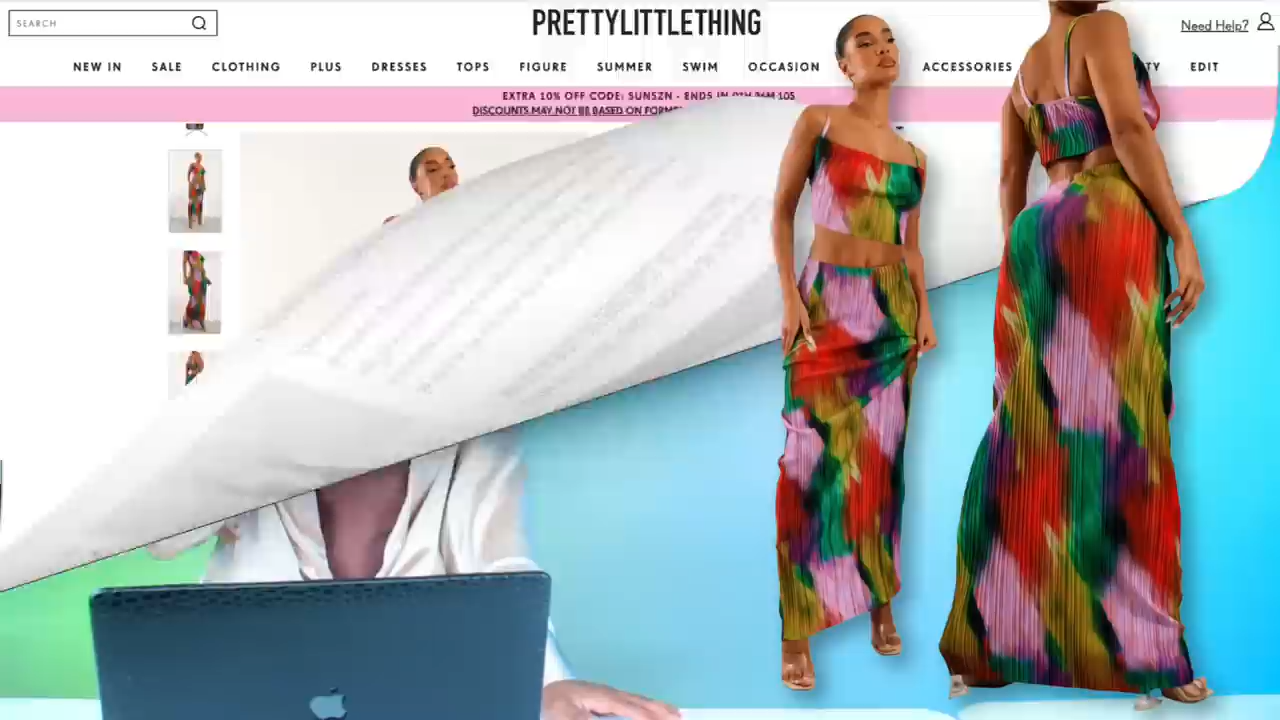 SEARCH
PRETTYLITTLETHING
Need Help?
NEW IN SALE CLOTHING PLUS DRESSES TOPS FIGURE SUMMER SWIM OCCASION ACCESSORIES EDIT
EXTRA 10% OFF CODE: SUNSZN - ENDS IN
DISCOUNTS MAY NOT BE BASED ON